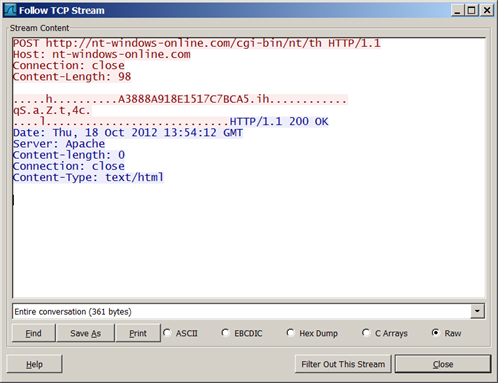 Follow TCP Stream
Stream Content
POST http://nt-windows-online.com/cgi-bin/nt/th HTTP/1.1
Host: nt-windows-online.com
Connection: close
Content-Length: 98
.....h..........A3888A918E1517C7BCA5.ih............
qS.a.Z.t,4c.
....l............................HTTP/1.1 200 OK
Date: Thu, 18 Oct 2012 13:54:12 GMT
Server: Apache
Content-length: 0
Connection: close
Content-Type: text/html
Entire conversation (361 bytes)
Find Save As Print ASCII EBCDIC Hex Dump C Arrays Raw
Help Filter Out This Stream Close